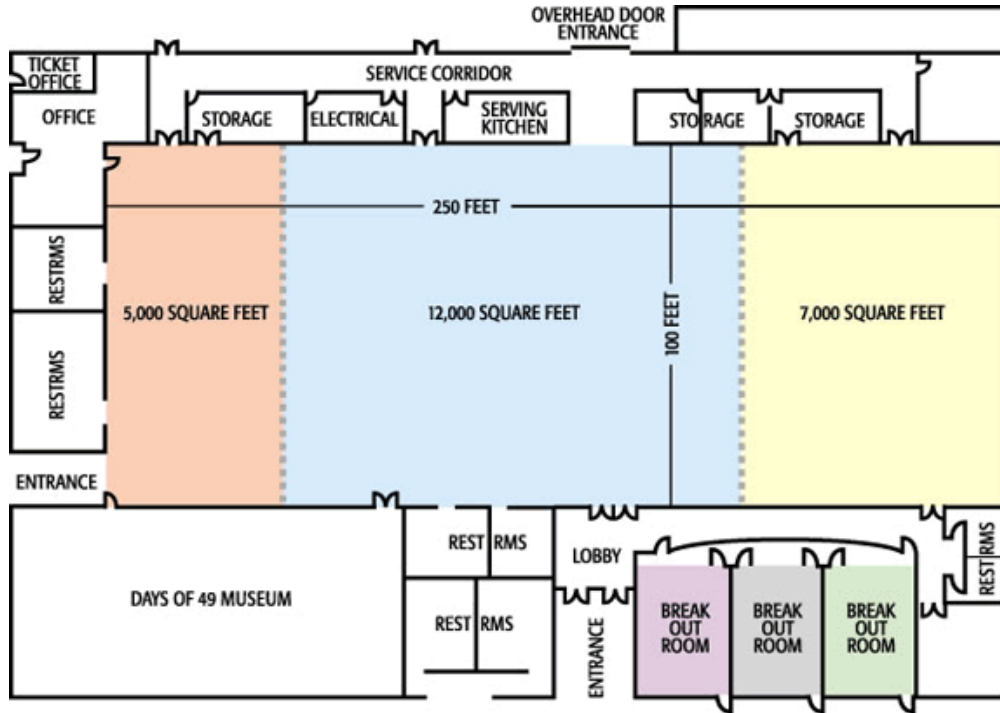 OVERHEAD DOOR
ENTRANCE
TICKET
OFFICE
SERVICE CORRIDOR
OFFICE
STORAGE
ELECTRICAL
SERVING
KITCHEN
STORAGE
STORAGE
250 FEET
RESTRMS
5,000 SQUARE FEET
12,000 SQUARE FEET
100 FEET
7,000 SQUARE FEET
RESTRMS
ENTRANCE
REST RMS
LOBBY
REST RMS
DAYS OF 49 MUSEUM
REST RMS
ENTRANCE
BREAK
OUT
ROOM
BREAK
OUT
ROOM
BREAK
OUT
ROOM